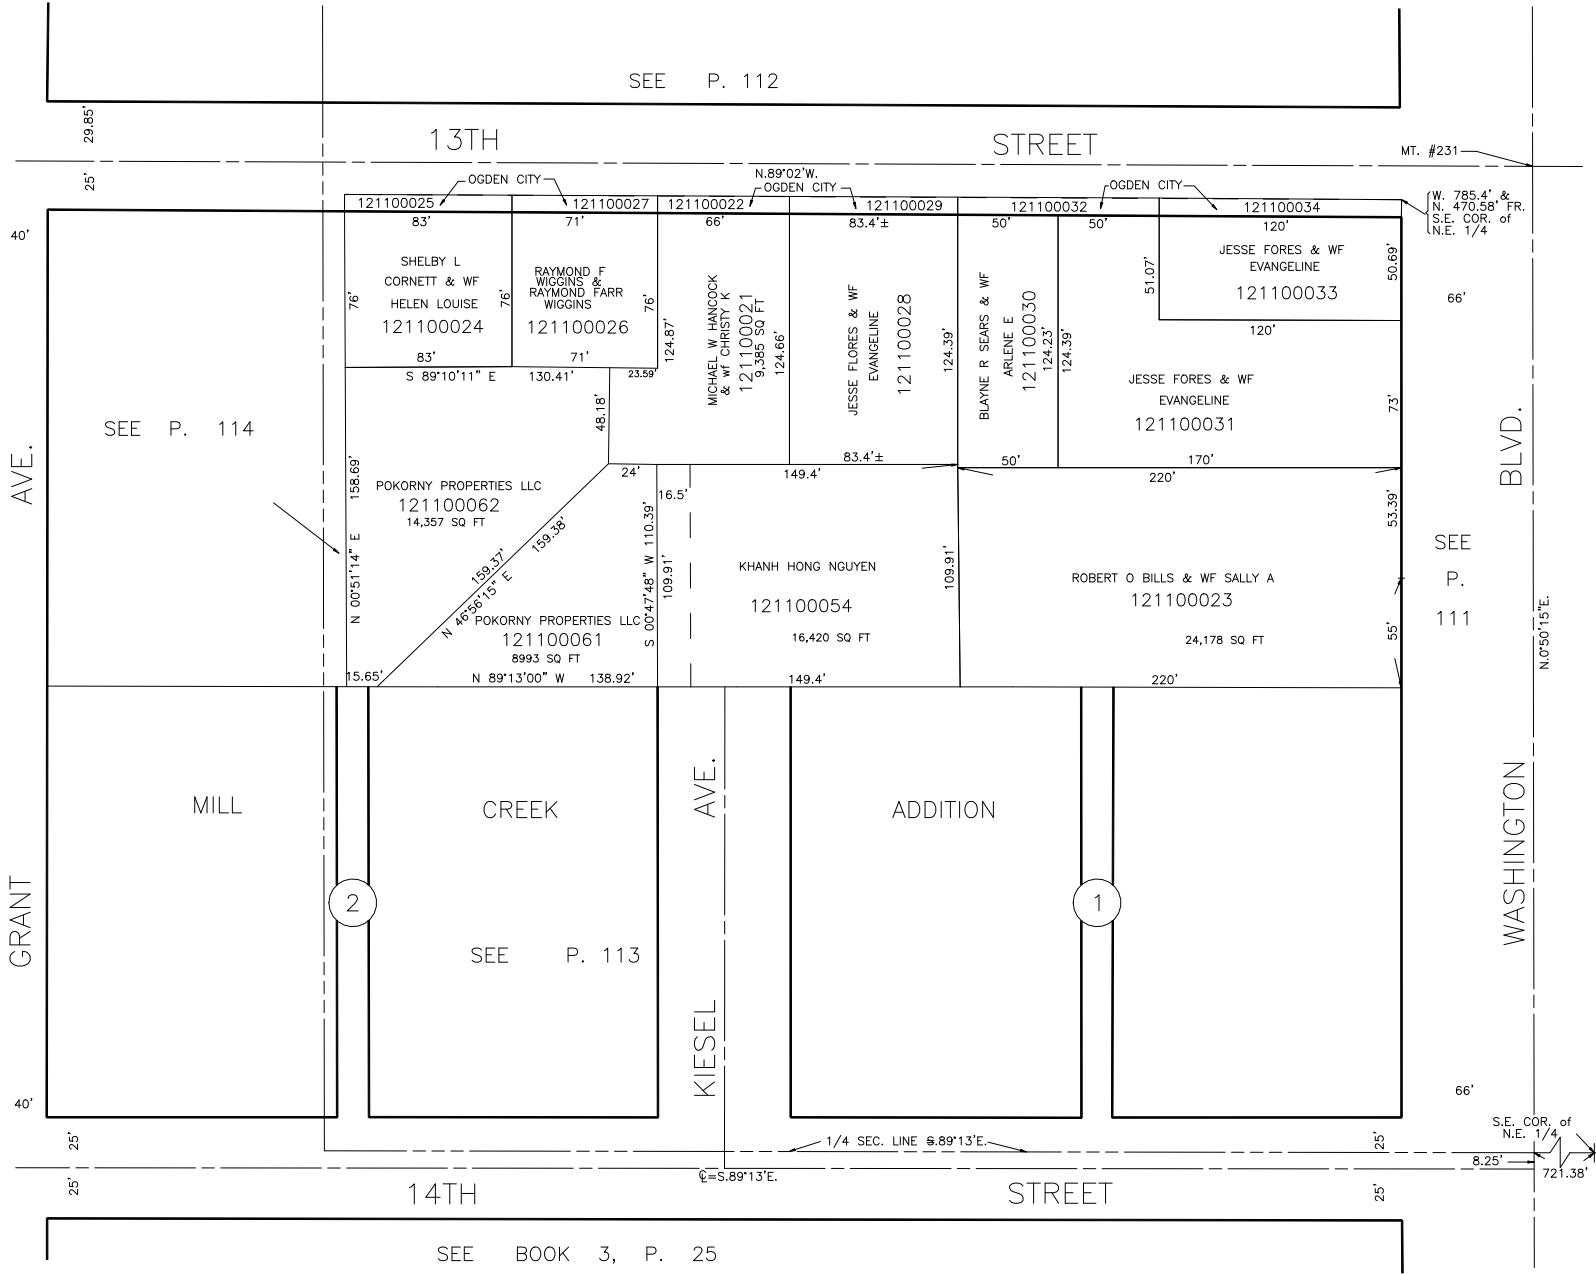 SEE P. 112
29.85'
13TH STREET
MT. #231
25'
N.89°02'W.
OGDEN CITY
OGDEN CITY
OGDEN CITY
W. 785.4' &
N. 470.58' FR.
S.E. COR. of
N.E. 1/4
121100025
121100027
121100022
121100029
121100032
121100034
40'
83'
71'
66'
83.4'±
50'
50'
120'
SHELBY L
CORNETT & WF
HELEN LOUISE
121100024
76'
76'
83'
RAYMOND F
WIGGINS &
RAYMOND FARR
WIGGINS
121100026
76'
71'
124.87'
MICHAEL W HANCOCK
& wf CHRISTY K
121100021
9,385 SQ FT
124.66'
JESSE FLORES & WF
EVANGELINE
121100028
124.39'
83.4'±
BLAYNE R SEARS & WF
ARLENE E
121100030
124.23'
124.39'
50'
51.07'
JESSE FORES & WF
EVANGELINE
121100033
50.69'
120'
66'
JESSE FORES & WF
EVANGELINE
121100031
73'
170'
S 89°10'11" E 130.41'
23.59'
48.18'
SEE P. 114
158.69'
N 00°51'14" E
POKORNY PROPERTIES LLC
121100062
14,357 SQ FT
159.37'
159.38'
N 46°56'15" E
24'
16.5'
149.4'
220'
S 00°47'48" W 110.39'
109.91'
POKORNY PROPERTIES LLC
121100061
8993 SQ FT
15.65'
N 89°13'00" W 138.92'
KHANH HONG NGUYEN
121100054
16,420 SQ FT
109.91'
149.4'
ROBERT O BILLS & WF SALLY A
121100023
24,178 SQ FT
53.39'
55'
220'
SEE
P.
111
N.0°50'15"E.
GRANT AVE.
WASHINGTON BLVD.
MILL CREEK ADDITION
KIESEL AVE.
2
1
SEE P. 113
40'
66'
25'
1/4 SEC. LINE S.89°13'E.
25'
S.E. COR. of
N.E. 1/4
8.25'
721.38'
25'
℄=S.89°13'E.
25'
14TH STREET
SEE BOOK 3, P. 25